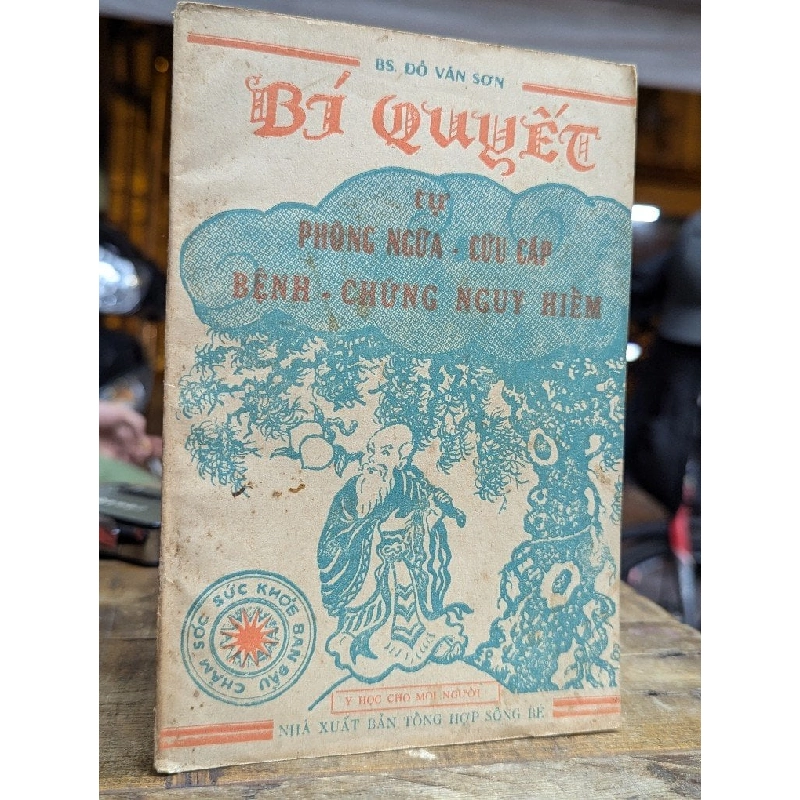 BS. ĐỖ VĂN SƠN
BÍ QUYẾT
TỰ
PHÒNG NGỪA - CỨU CẤP
BỆNH - CHỨNG NGUY HIỂM
CHĂM SÓC SỨC KHOẺ BAN ĐẦU
Y HỌC CHO MỌI NGƯỜI
NHÀ XUẤT BẢN TỔNG HỢP SÔNG BÉ